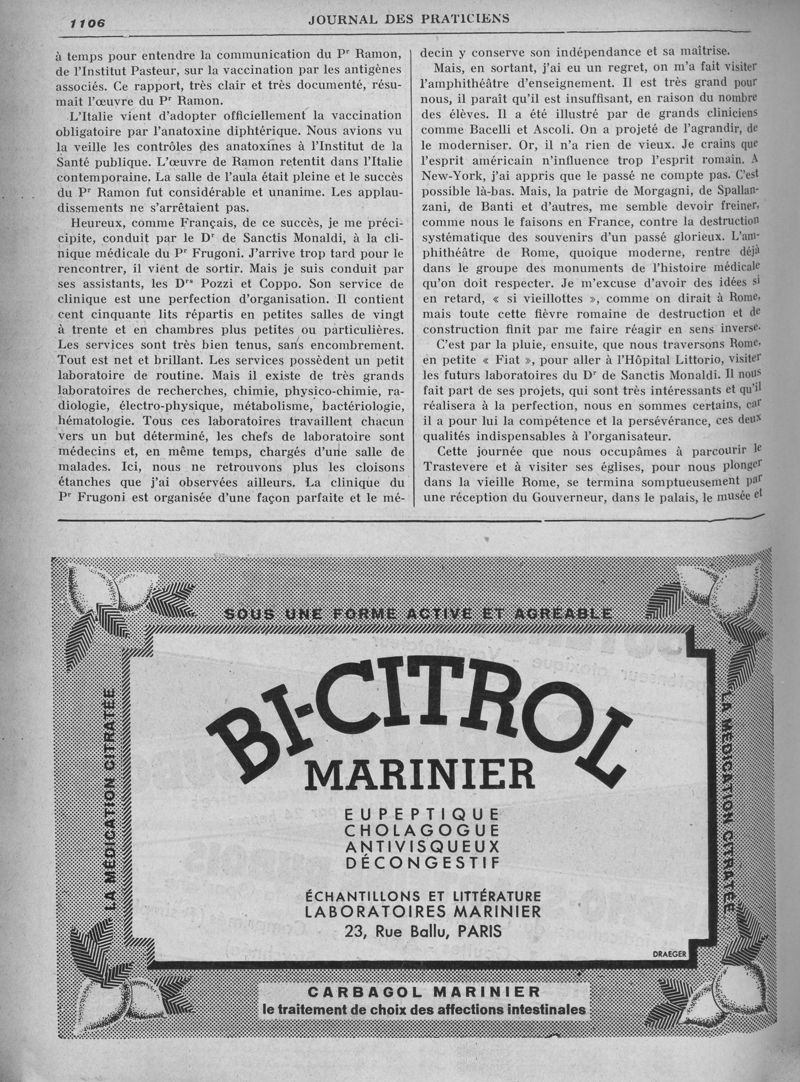 1106
JOURNAL DES PRATICIENS
à temps pour entendre la communication du Pr Ramon,
de l'Institut Pasteur, sur la vaccination par les antigènes
associés. Ce rapport, très clair et très documenté, résu-
mait l'œuvre du Pr Ramon.
L'Italie vient d'adopter officiellement la vaccination
obligatoire par l'anatoxine diphtérique. Nous avions vu
la veille les contrôles des anatoxines à l'Institut de la
Santé publique. L'œuvre de Ramon retentit dans l'Italie
contemporaine. La salle de l'aula était pleine et le succès
du Pr Ramon fut considérable et unanime. Les applau-
dissements ne s'arrêtaient pas.
Heureux, comme Français, de ce succès, je me préci-
cipite, conduit par le Dr de Sanctis Monaldi, à la cli-
nique médicale du Pr Frugoni. J'arrive trop tard pour le
rencontrer, il vient de sortir. Mais je suis conduit par
ses assistants, les Drs Pozzi et Coppo. Son service de
clinique est une perfection d'organisation. Il contient
cent cinquante lits répartis en petites salles de vingt
à trente et en chambres plus petites ou particulières.
Les services sont très bien tenus, sans encombrement.
Tout est net et brillant. Les services possèdent un petit
laboratoire de routine. Mais il existe de très grands
laboratoires de recherches, chimie, physico-chimie, ra-
diologie, électro-physique, métabolisme, bactériologie,
hématologie. Tous ces laboratoires travaillent chacun
vers un but déterminé, les chefs de laboratoire sont
médecins et, en même temps, chargés d'une salle de
malades. Ici, nous ne retrouvons plus les cloisons
étanches que j'ai observées ailleurs. La clinique du
Pr Frugoni est organisée d'une façon parfaite et le mé-
decin y conserve son indépendance et sa maîtrise.
Mais, en sortant, j'ai eu un regret, on m'a fait visiter
l'amphithéâtre d'enseignement. Il est très grand pour
nous, il paraît qu'il est insuffisant, en raison du nombre
des élèves. Il a été illustré par de grands cliniciens
comme Bacelli et Ascoli. On a projeté de l'agrandir, de
le moderniser. Or, il n'a rien de vieux. Je crains que
l'esprit américain n'influence trop l'esprit romain. A
New-York, j'ai appris que le passé ne compte pas. C'est
possible là-bas. Mais, la patrie de Morgagni, de Spallan-
zani, de Banti et d'autres, me semble devoir freiner,
comme nous le faisons en France, contre la destruction
systématique des souvenirs d'un passé glorieux. L'am-
phithéâtre de Rome, quoique moderne, rentre déjà
dans le groupe des monuments de l'histoire médicale
qu'on doit respecter. Je m'excuse d'avoir des idées si
en retard, « si vieillottes », comme on dirait à Rome,
mais toute cette fièvre romaine de destruction et de
construction finit par me faire réagir en sens inverse.
C'est par la pluie, ensuite, que nous traversons Rome,
en petite « Fiat », pour aller à l'Hôpital Littorio, visiter
les futurs laboratoires du Dr de Sanctis Monaldi. Il nous
fait part de ses projets, qui sont très intéressants et qu'il
réalisera à la perfection, nous en sommes certains, car
il a pour lui la compétence et la persévérance, ces deux
qualités indispensables à l'organisateur.
Cette journée que nous occupâmes à parcourir le
Trastevere et à visiter ses églises, pour nous plonger
dans la vieille Rome, se termina somptueusement par
une réception du Gouverneur, dans le palais, le musée et
SOUS UNE FORME ACTIVE ET AGRÉABLE
LA MÉDICATION CITRATÉE
BI-CITROL
MARINIER
EUPEPTIQUE
CHOLAGOGUE
ANTIVISQUEUX
DÉCONGESTIF
ÉCHANTILLONS ET LITTÉRATURE
LABORATOIRES MARINIER
23, Rue Ballu, PARIS
DRAEGER
LA MÉDICATION CITRATÉE
CARBAGOL MARINIER
le traitement de choix des affections intestinales